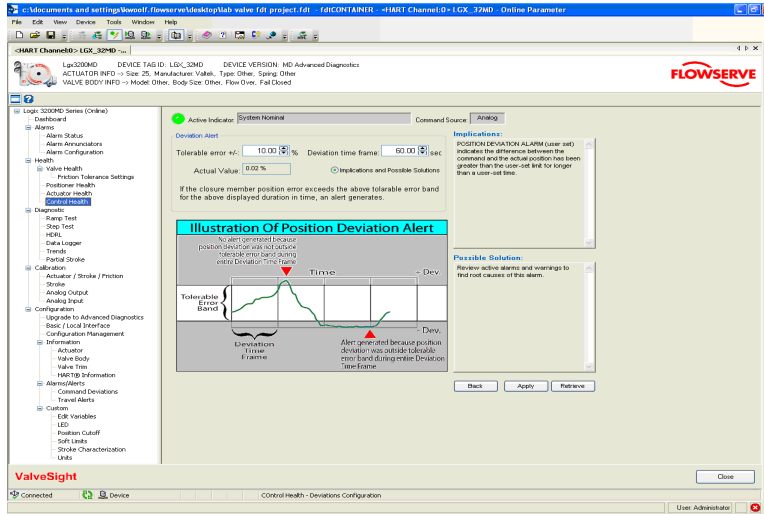 c:\documents and settings\kwoolf.flowserve\desktop\lab valve fdt project.fdt - fdtCONTAINER - =HART Channel:0> LGX_32MD - Online Parameter
File Edit View Device Tools Window Help
<HART Channel:0> LGX_32MD -...
Lgx3200MD DEVICE TAG ID: LGX_32MD DEVICE VERSION: MD Advanced Diagnostics
ACTUATOR INFO --> Size: 25, Manufacturer: Valtek, Type: Other, Spring: Other
VALVE BODY INFO --> Model: Other, Body Size: Other, Flow Over, Fail Closed
FLOWSERVE
Logix 3200MD Series (Online)
Dashboard
Alarms
Alarm Status
Alarm Annunciators
Alarm Configuration
Health
Valve Health
Friction Tolerance Settings
Positioner Health
Actuator Health
Control Health
Diagnostic
Ramp Test
Step Test
HDRL
Data Logger
Trends
Partial Stroke
Calibration
Actuator / Stroke / Friction
Stroke
Analog Output
Analog Input
Configuration
Upgrade to Advanced Diagnostics
Basic / Local Interface
Configuration Management
Information
Actuator
Valve Body
Valve Trim
HART® Information
Alarms/Alerts
Command Deviations
Travel Alerts
Custom
Edit Variables
LED
Position Cutoff
Soft Limits
Stroke Characterization
Units
Active Indicator System Nominal Command Source: Analog
Deviation Alert
Tolerable error +/- 10.00 % Deviation time frame: 60.00 sec
Actual Value: 0.02 % Implications and Possible Solutions
If the closure member position error exceeds the above tolarable error band
for the above displayed duration in time, an alert generates.
Illustration Of Position Deviation Alert
No alert generated because
position deviation was not outside
tolerable error band during
entire Deviation Time Frame
Time
+ Dev.
Tolerable
Error
Band
- Dev.
Deviation
Time
Frame
Alert generated because position
deviation was outside tolerable
error band during entire Deviation
Time Frame
Implications:
POSITION DEVIATION ALARM (user set)
indicates the difference between the
command and the actual position has been
greater than the user-set limit for longer
than a user-set time.
Possible Solution:
Review active alarms and warnings to
find root causes of this alarm.
Back Apply Retrieve
ValveSight
Close
Connected Device COntrol Health - Deviations Configuration
User: Administrator